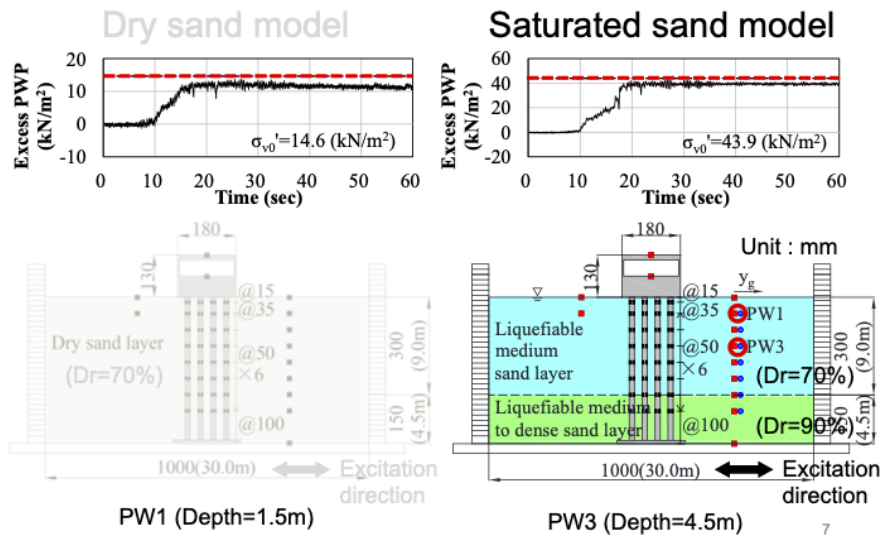 Dry sand model
Saturated sand model
Excess PWP
(kN/m²)
20
10
0
-10
σv0'=14.6 (kN/m²)
0 10 20 30 40 50 60
Time (sec)
Excess PWP
(kN/m²)
60
40
20
0
-20
σv0'=43.9 (kN/m²)
0 10 20 30 40 50 60
Time (sec)
180
130
@15
@35
Dry sand layer
(Dr=70%)
@50
×6
@100
300
(9.0m)
150
(4.5m)
1000(30.0m)
Excitation
direction
180
Unit : mm
130
yg
@15
@35
PW1
Liquefiable
medium
sand layer
@50
PW3
×6
(Dr=70%)
300
(9.0m)
Liquefiable medium
to dense sand layer
@100
(Dr=90%)
(4.5m)
1000(30.0m)
Excitation
direction
PW1 (Depth=1.5m)
PW3 (Depth=4.5m)
7